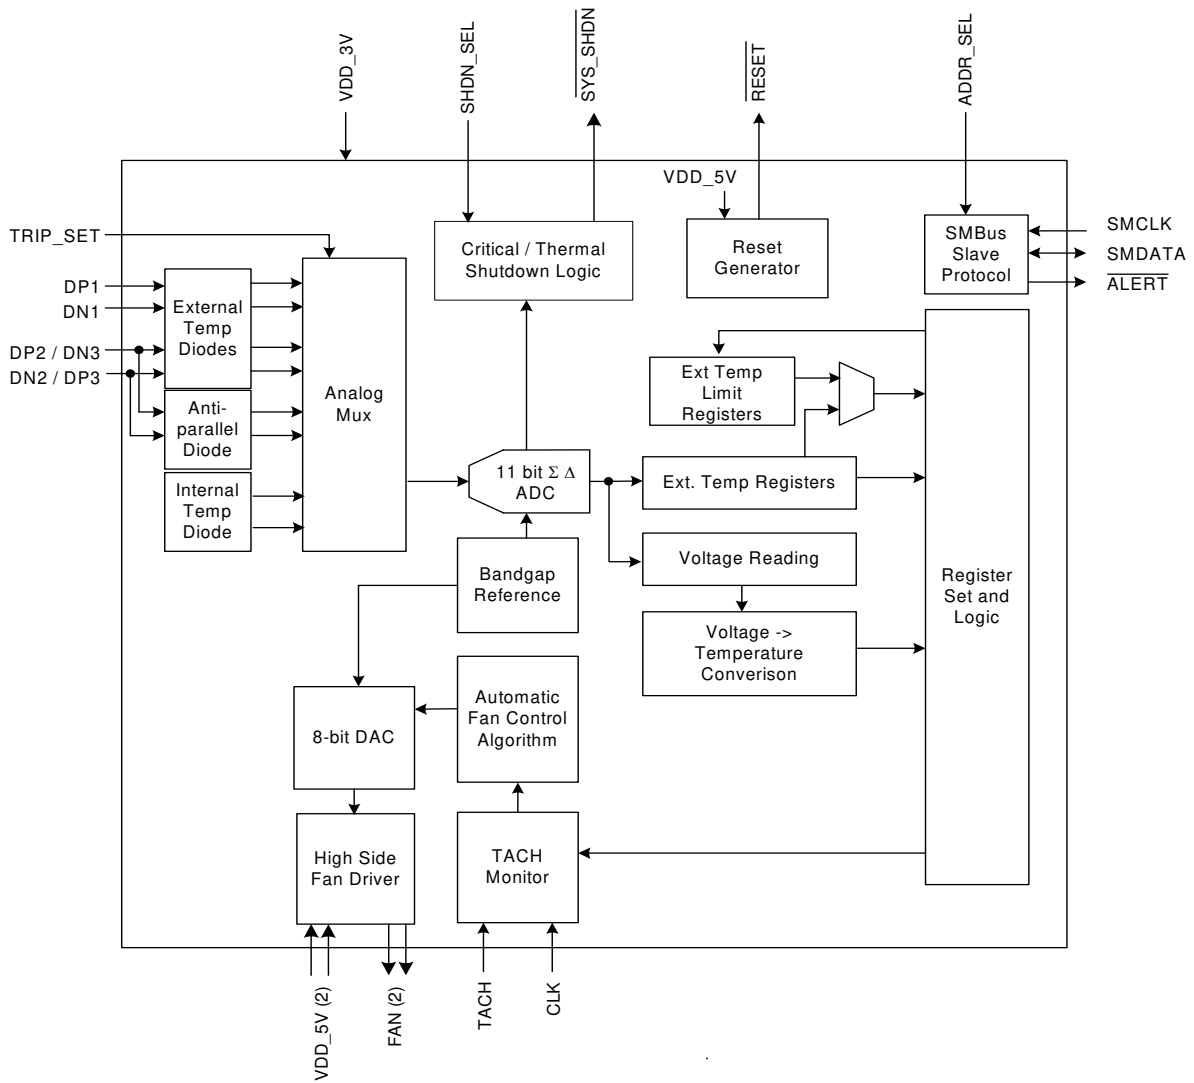 VDD_3V
SHDN_SEL
SYS_SHDN
RESET
ADDR_SEL
VDD_5V
TRIP_SET
Critical / Thermal
Shutdown Logic
Reset
Generator
SMBus
Slave
Protocol
SMCLK
SMDATA
ALERT
DP1
DN1
DP2 / DN3
DN2 / DP3
External
Temp
Diodes
Anti-
parallel
Diode
Internal
Temp
Diode
Analog
Mux
Ext Temp
Limit
Registers
11 bit Σ Δ
ADC
Ext. Temp Registers
Voltage Reading
Bandgap
Reference
Voltage ->
Temperature
Converison
Register
Set and
Logic
Automatic
Fan Control
Algorithm
8-bit DAC
High Side
Fan Driver
TACH
Monitor
VDD_5V (2)
FAN (2)
TACH
CLK